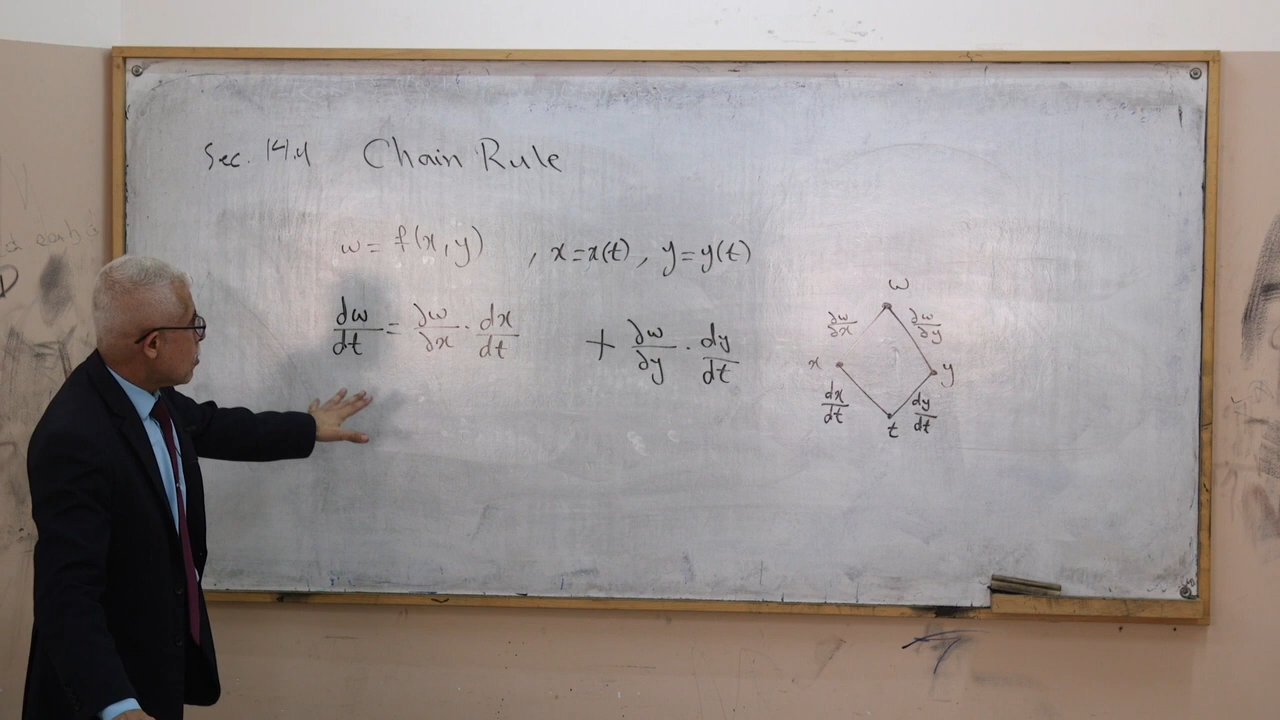 Sec. 14.4 Chain Rule
w = f(x,y) , x=x(t), y=y(t)
dw/dt = ∂w/∂x · dx/dt + ∂w/∂y · dy/dt
w
∂w/∂x ∂w/∂y
x y
dx/dt dy/dt
t